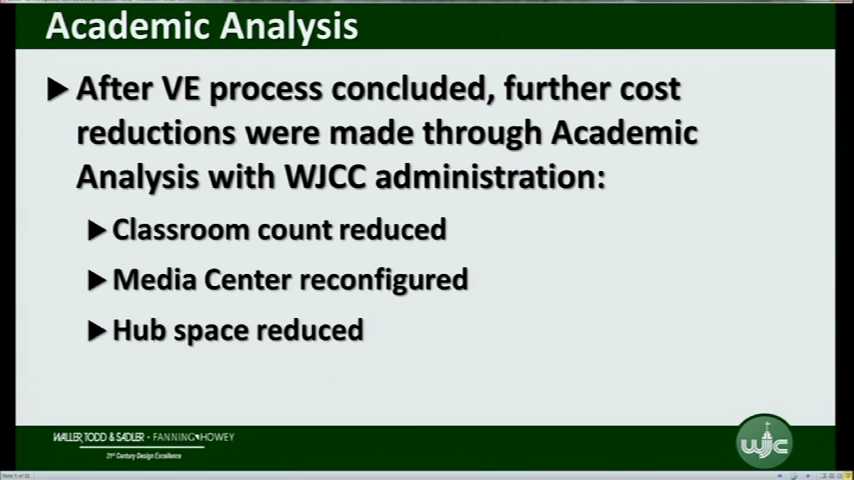 Academic Analysis
After VE process concluded, further cost
reductions were made through Academic
Analysis with WJCC administration:
Classroom count reduced
Media Center reconfigured
Hub space reduced
WALLER, TODD & SADLER • FANNING HOWEY
21st Century Design Excellence
wjc